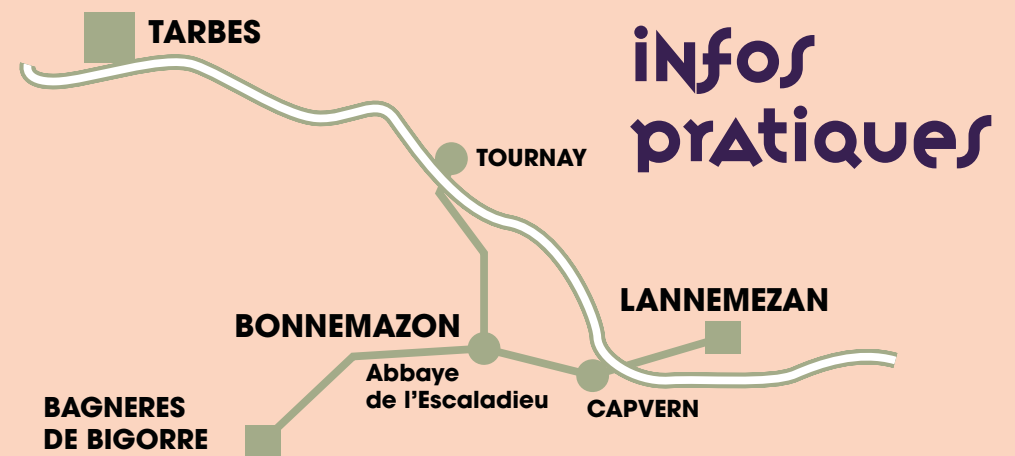 TARBES
infos
pratiques
TOURNAY
LANNEMEZAN
BONNEMAZON
Abbaye
de l'Escaladieu
CAPVERN
BAGNERES
DE BIGORRE